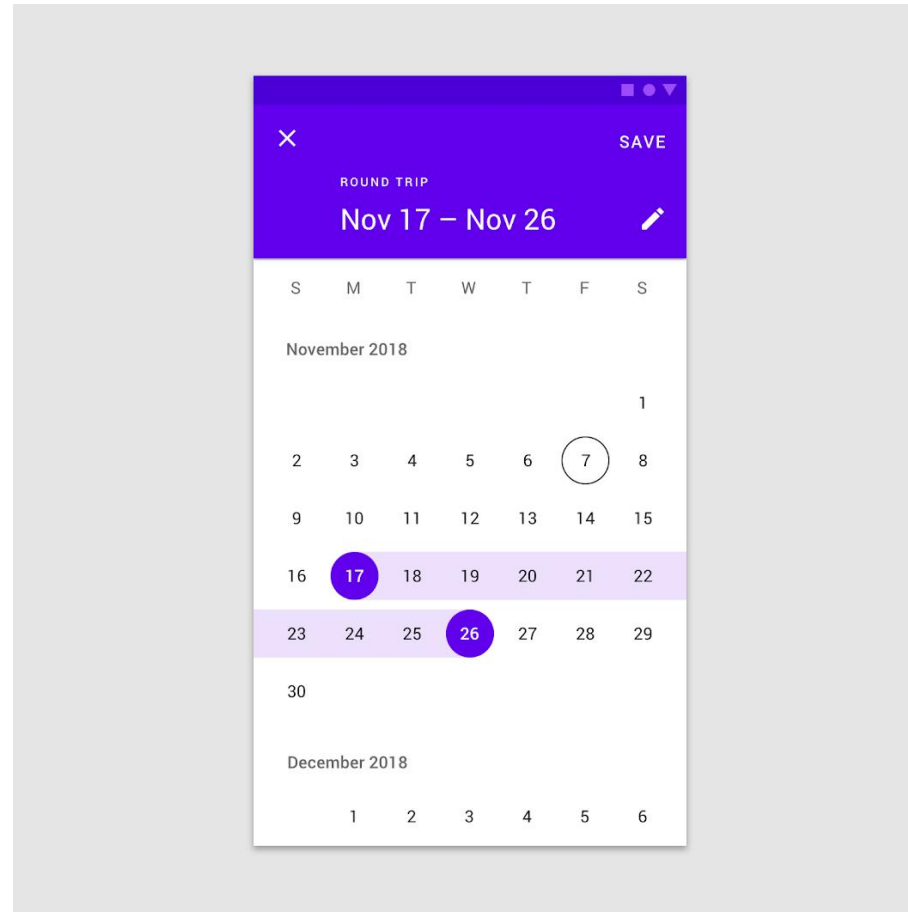 SAVE
ROUND TRIP
Nov 17 – Nov 26
S M T W T F S
November 2018
1
2 3 4 5 6 7 8
9 10 11 12 13 14 15
16 17 18 19 20 21 22
23 24 25 26 27 28 29
30
December 2018
1 2 3 4 5 6